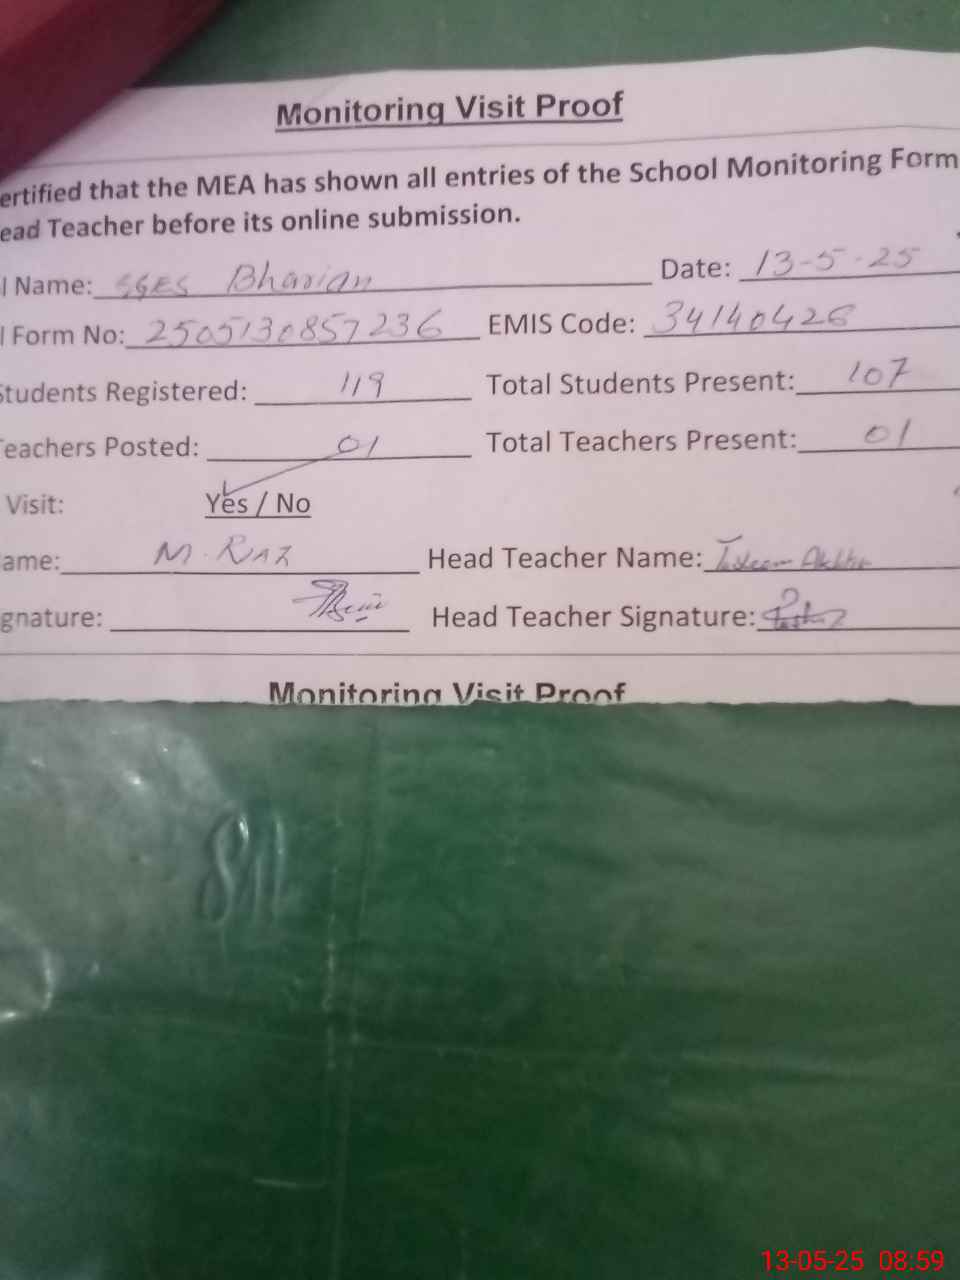 Monitoring Visit Proof
ertified that the MEA has shown all entries of the School Monitoring Form
ead Teacher before its online submission.
l Name: SGES Bharian Date: 13-5-25
l Form No: 2505130857236 EMIS Code: 34140426
Students Registered: 119 Total Students Present: 107
Teachers Posted: 01 Total Teachers Present: 01
Visit: Yes / No
ame: M. RIAZ Head Teacher Name: Akhtar
gnature: Head Teacher Signature:
Monitoring Visit Proof
811
13-05-25 08:59